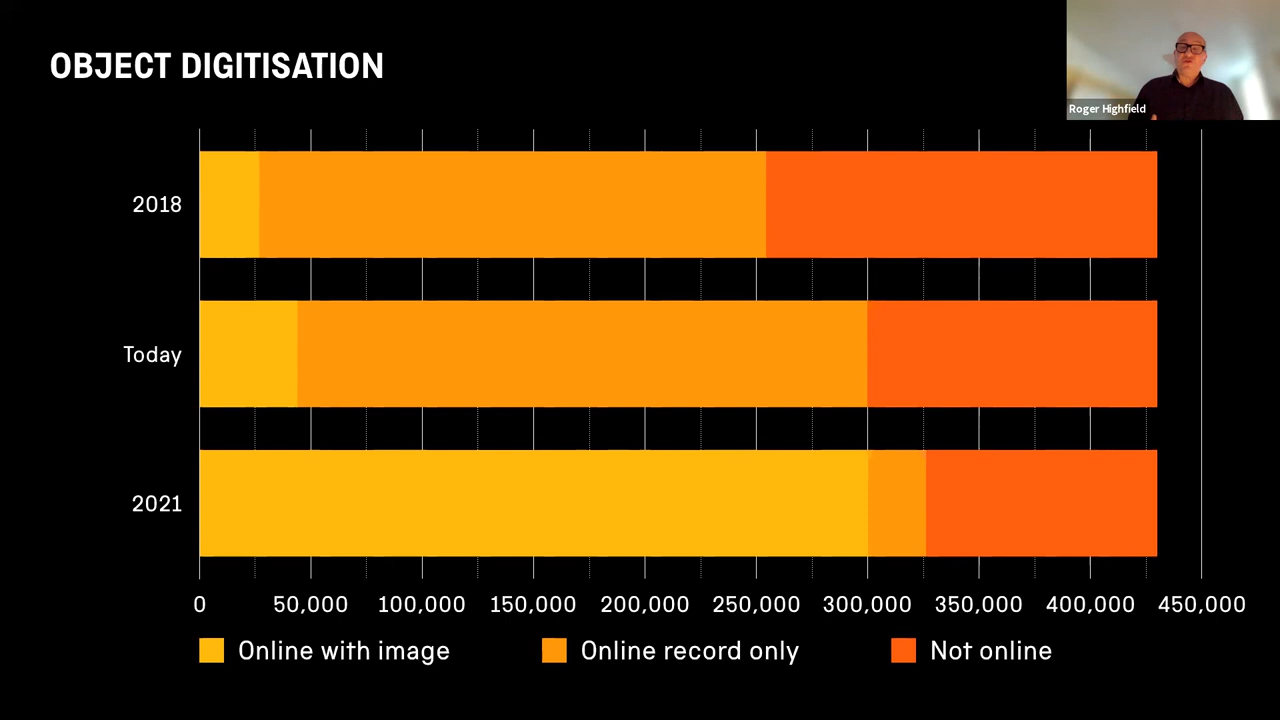 OBJECT DIGITISATION
Roger Highfield
2018
Today
2021
0 50,000 100,000 150,000 200,000 250,000 300,000 350,000 400,000 450,000
Online with image Online record only Not online